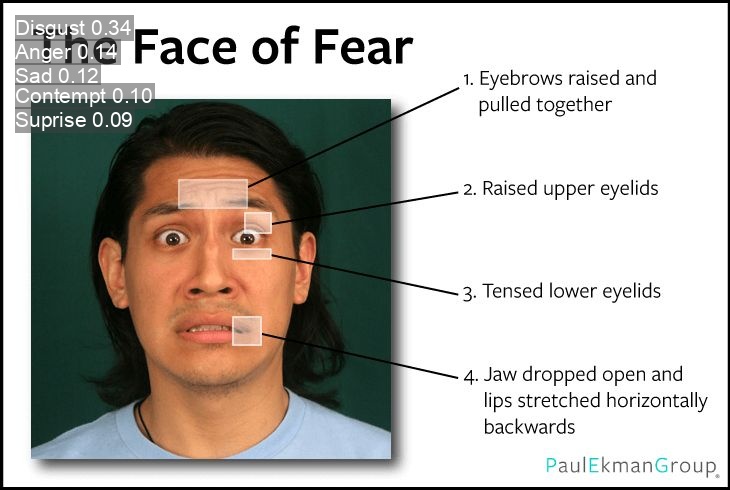 Disgust 0.34
Anger 0.14
Sad 0.12
Contempt 0.10
Suprise 0.09
The Face of Fear
1. Eyebrows raised and
pulled together
2. Raised upper eyelids
3. Tensed lower eyelids
4. Jaw dropped open and
lips stretched horizontally
backwards
PaulEkmanGroup®